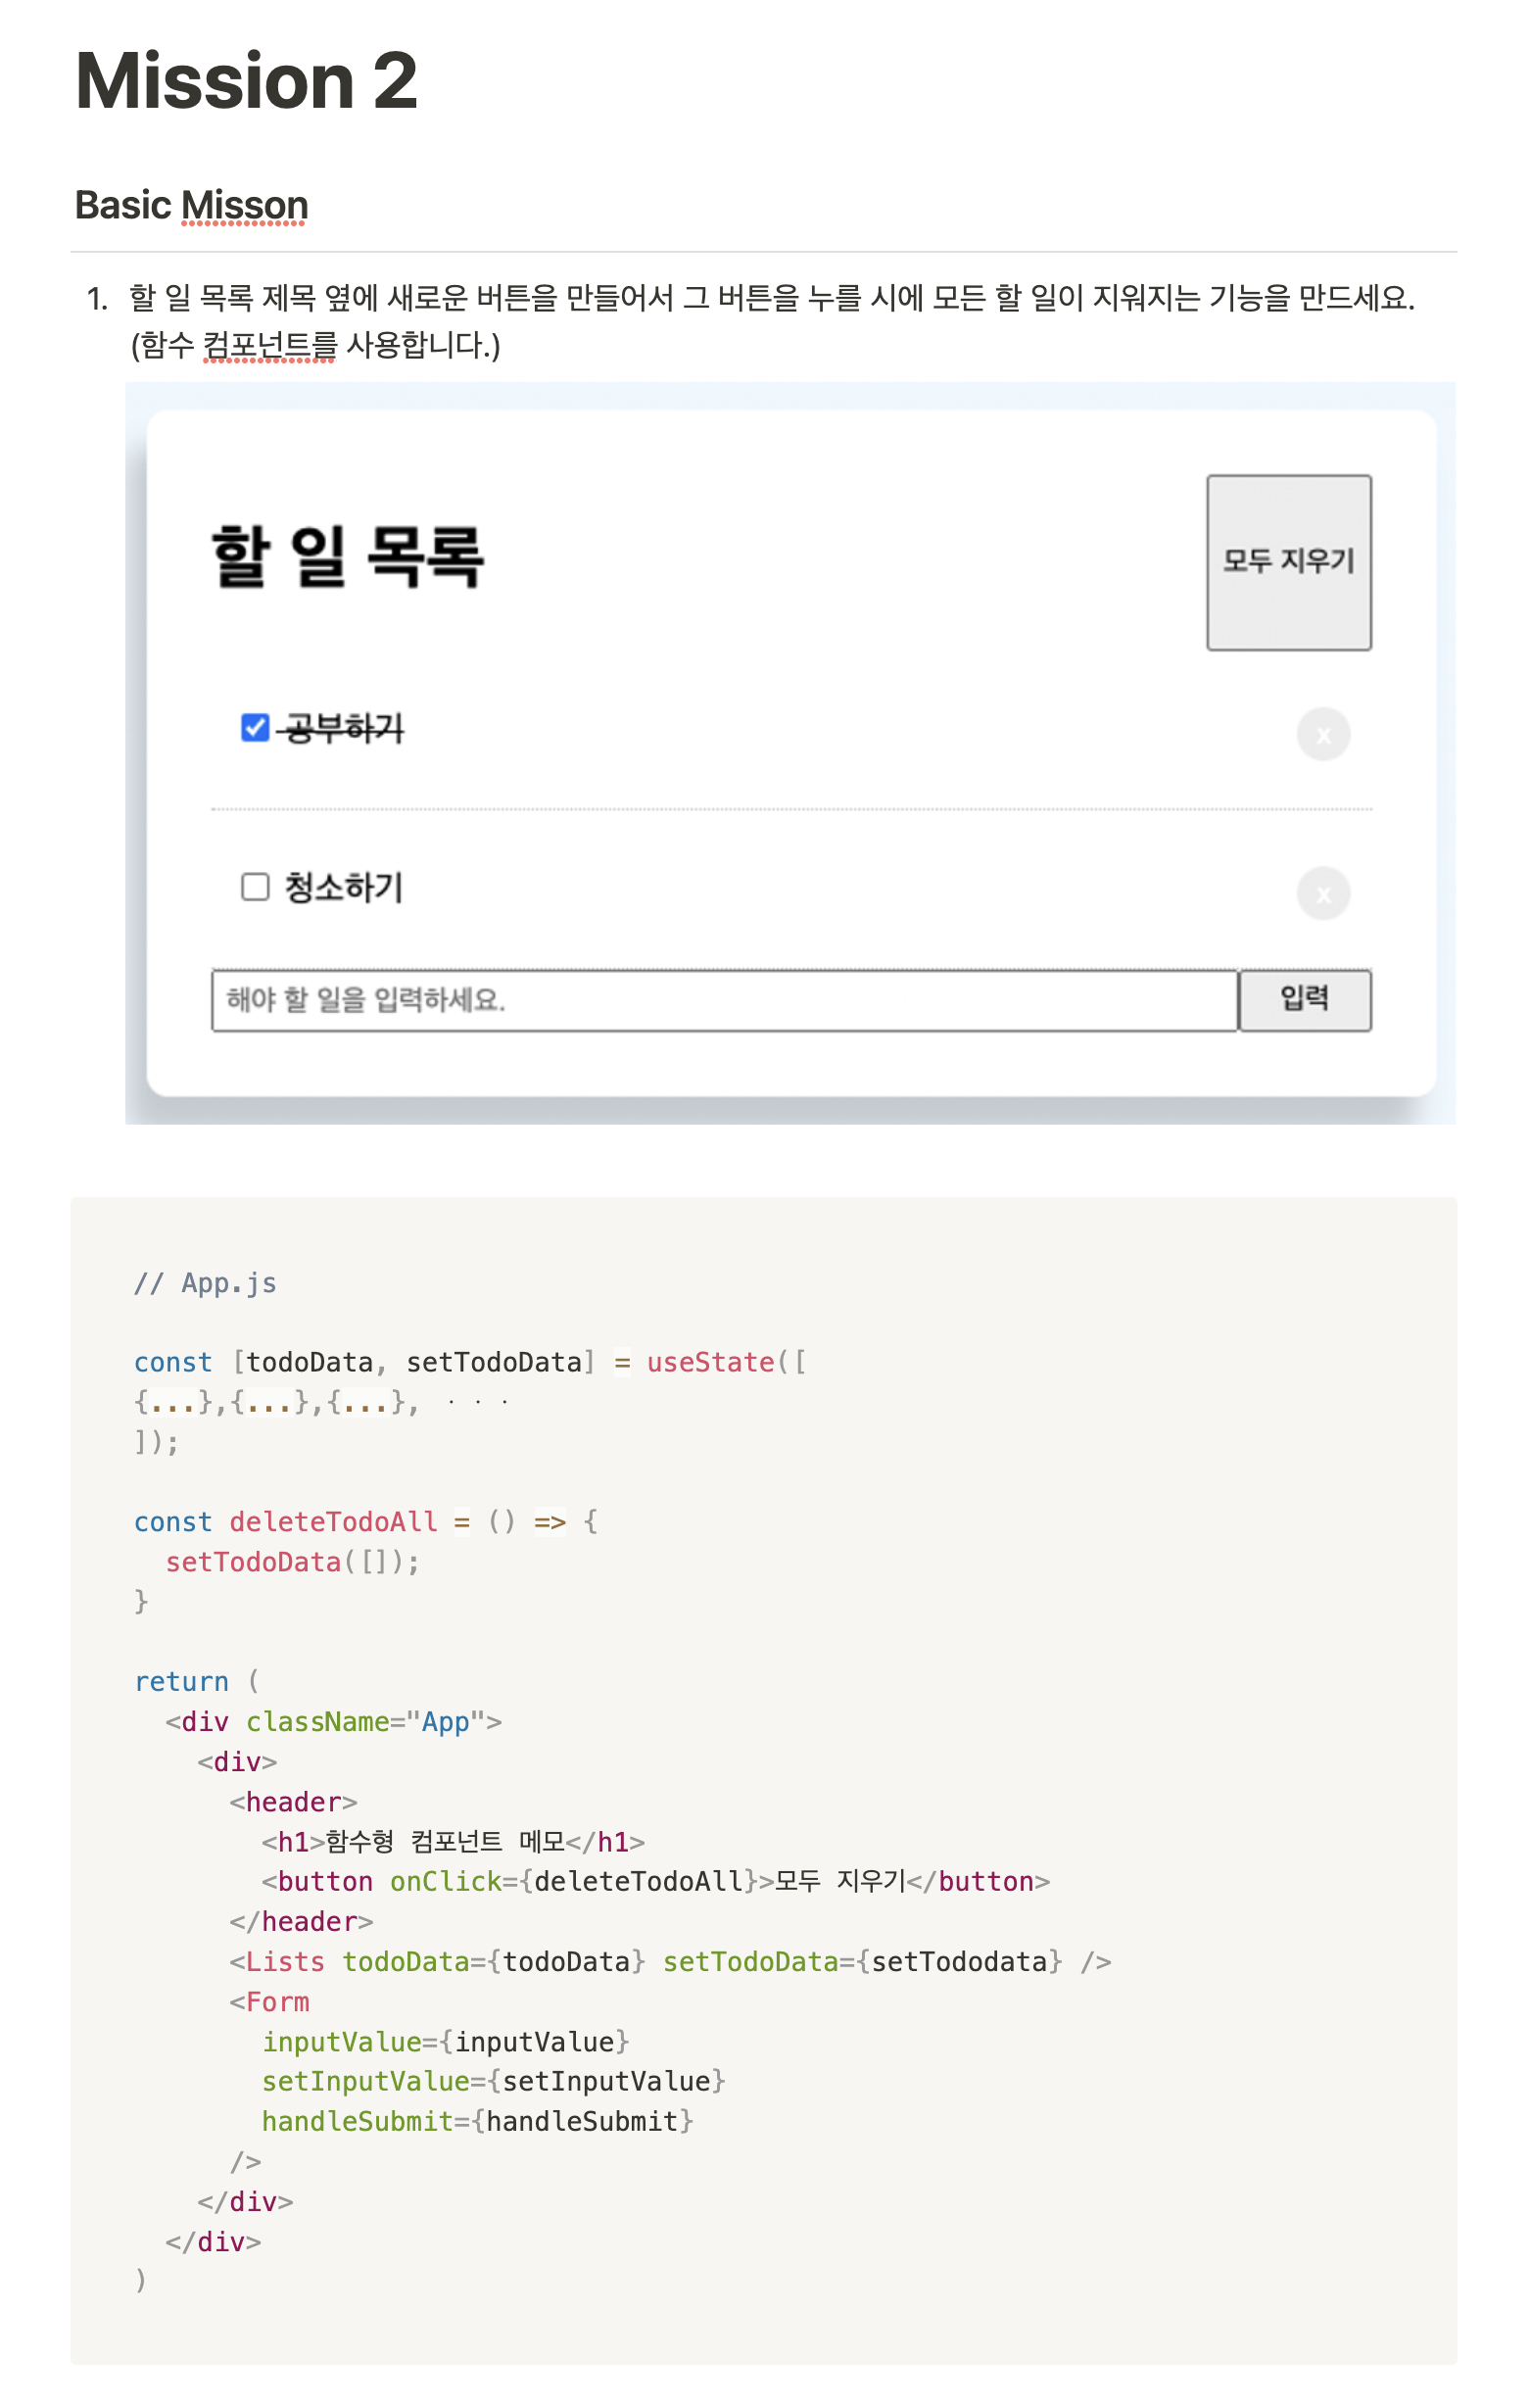 Mission 2
Basic Misson
1. 할 일 목록 제목 옆에 새로운 버튼을 만들어서 그 버튼을 누를 시에 모든 할 일이 지워지는 기능을 만드세요.
(함수 컴포넌트를 사용합니다.)
할 일 목록
모두 지우기
공부하기
x
청소하기
x
해야 할 일을 입력하세요.
입력
// App.js
const [todoData, setTodoData] = useState([
{...},{...},{...}, · · ·
]);
const deleteTodoAll = () => {
  setTodoData([]);
}
return (
  <div className="App">
    <div>
      <header>
        <h1>함수형 컴포넌트 메모</h1>
        <button onClick={deleteTodoAll}>모두 지우기</button>
      </header>
      <Lists todoData={todoData} setTodoData={setTododata} />
      <Form
        inputValue={inputValue}
        setInputValue={setInputValue}
        handleSubmit={handleSubmit}
      />
    </div>
  </div>
)